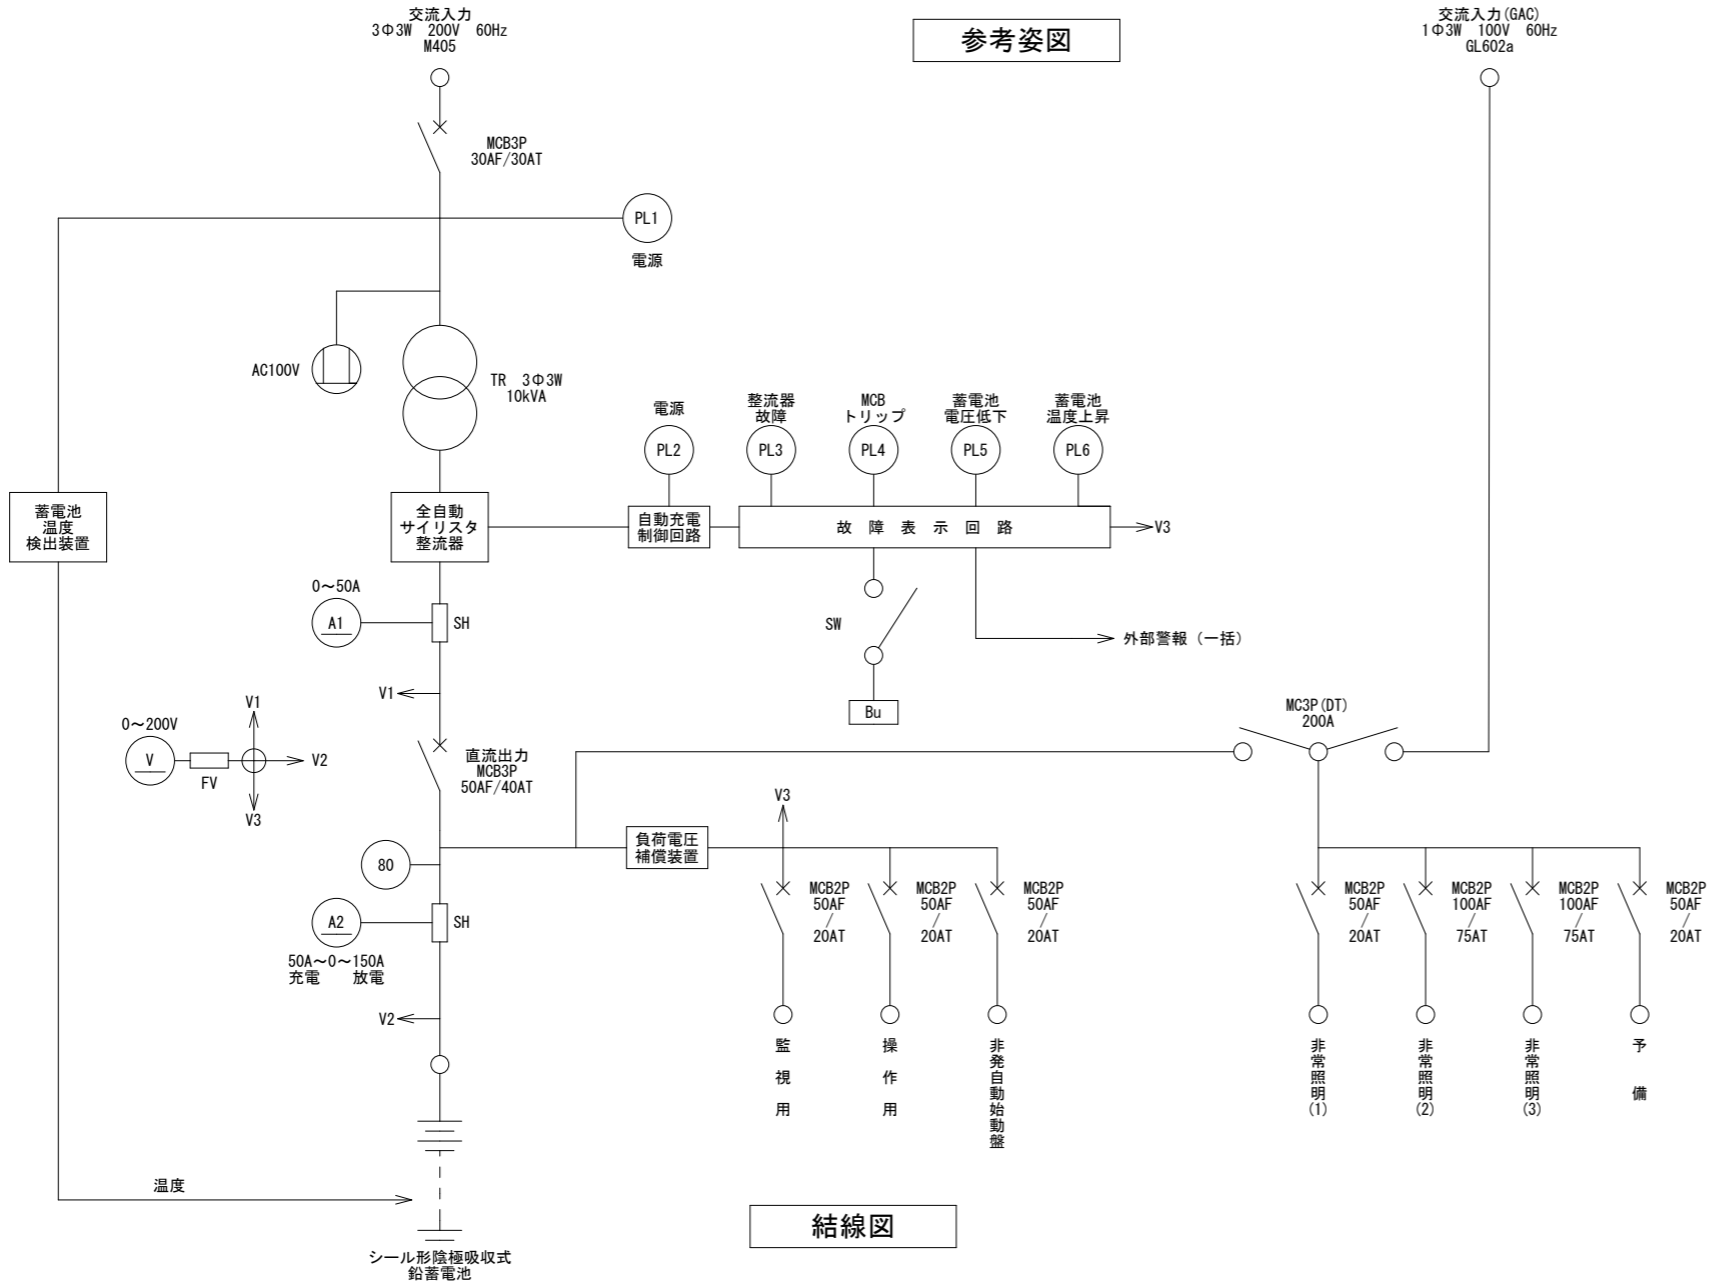 交流入力
3Φ3W 200V 60Hz
M405
参考姿図
交流入力(GAC)
1Φ3W 100V 60Hz
GL602a
MCB3P
30AF/30AT
PL1
電源
AC100V
TR 3Φ3W
10kVA
電源
PL2
整流器
故障
PL3
MCB
トリップ
PL4
蓄電池
電圧低下
PL5
蓄電池
温度上昇
PL6
蓄電池
温度
検出装置
全自動
サイリスタ
整流器
自動充電
制御回路
故障表示回路
V3
0〜50A
A1
SH
SW
外部警報（一括）
Bu
V1
0〜200V
V
FV
V1
V2
V3
直流出力
MCB3P
50AF/40AT
MC3P(DT)
200A
80
負荷電圧
補償装置
V3
A2
SH
50A〜0〜150A
充電 放電
V2
MCB2P
50AF
/
20AT
MCB2P
50AF
/
20AT
MCB2P
50AF
/
20AT
MCB2P
50AF
/
20AT
MCB2P
100AF
/
75AT
MCB2P
100AF
/
75AT
MCB2P
50AF
/
20AT
監視用
操作用
非発自動始動盤
非常照明(1)
非常照明(2)
非常照明(3)
予備
温度
シール形陰極吸収式
鉛蓄電池
結線図